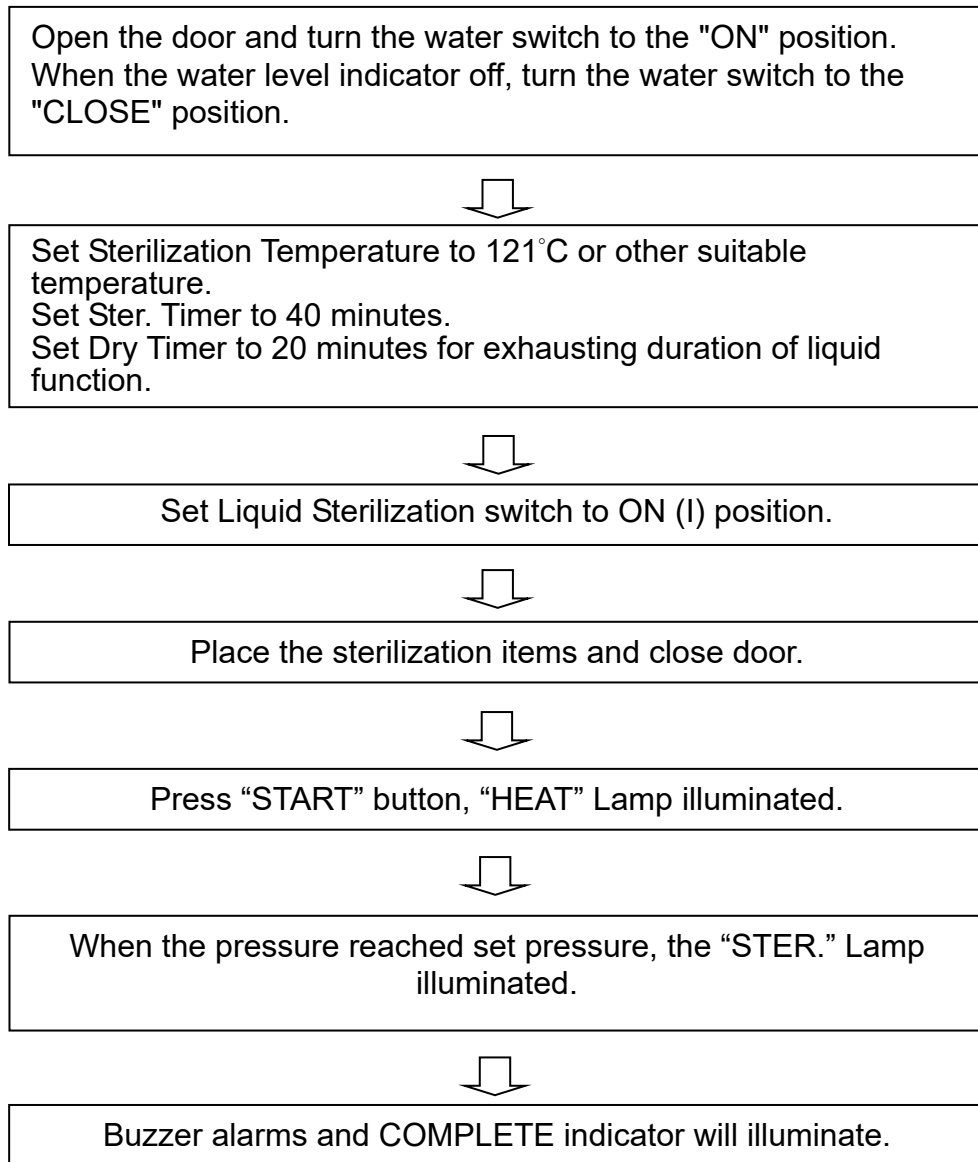 Open the door and turn the water switch to the "ON" position.
When the water level indicator off, turn the water switch to the
"CLOSE" position.
Set Sterilization Temperature to 121°C or other suitable
temperature.
Set Ster. Timer to 40 minutes.
Set Dry Timer to 20 minutes for exhausting duration of liquid
function.
Set Liquid Sterilization switch to ON (I) position.
Place the sterilization items and close door.
Press “START” button, “HEAT” Lamp illuminated.
When the pressure reached set pressure, the “STER.” Lamp
illuminated.
Buzzer alarms and COMPLETE indicator will illuminate.